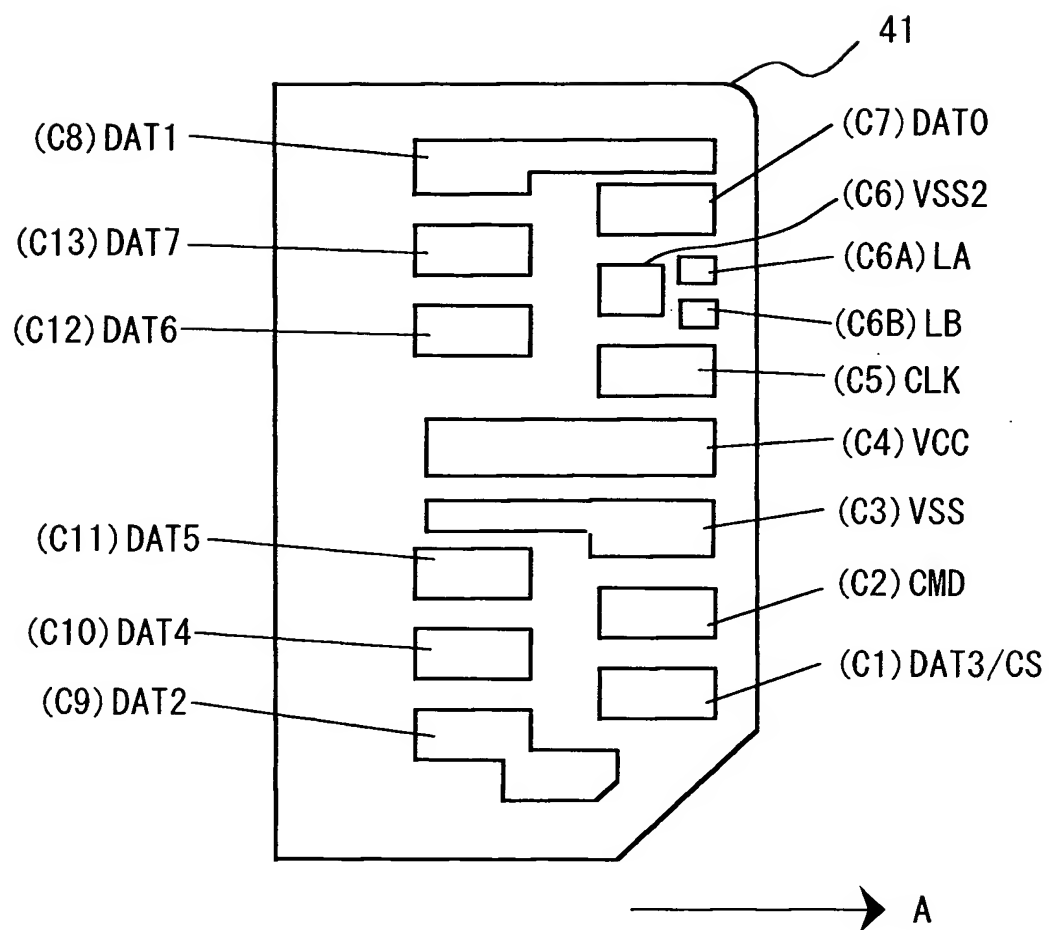 41
(C8) DAT1
(C7) DAT0
(C13) DAT7
(C6) VSS2
(C6A) LA
(C12) DAT6
(C6B) LB
(C5) CLK
(C4) VCC
(C3) VSS
(C11) DAT5
(C2) CMD
(C10) DAT4
(C1) DAT3/CS
(C9) DAT2
A